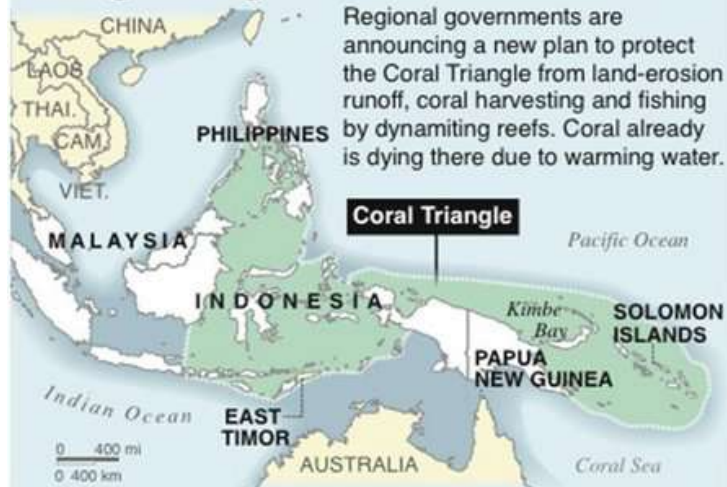 Regional governments are
announcing a new plan to protect
the Coral Triangle from land-erosion
runoff, coral harvesting and fishing
by dynamiting reefs. Coral already
is dying there due to warming water.
CHINA
LAOS
THAI.
CAM.
VIET.
PHILIPPINES
Coral Triangle
MALAYSIA
Pacific Ocean
INDONESIA
Kimbe
Bay
SOLOMON
ISLANDS
PAPUA
NEW GUINEA
Indian Ocean
EAST
TIMOR
0 400 mi
0 400 km
AUSTRALIA
Coral Sea